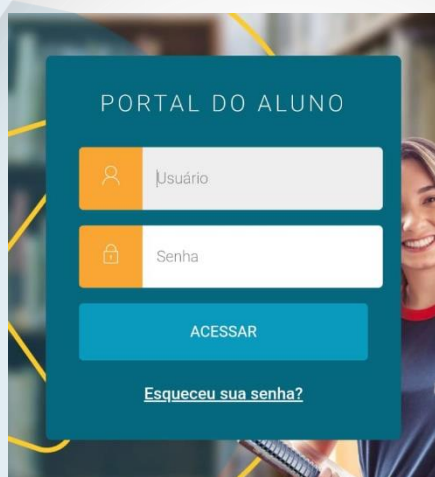 PORTAL DO ALUNO
Usuário
Senha
ACESSAR
Esqueceu sua senha?